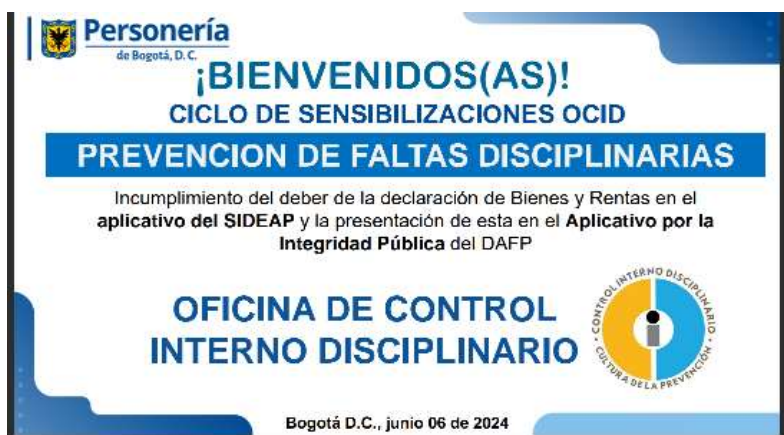 Personería
de Bogotá, D.C.
¡BIENVENIDOS(AS)!
CICLO DE SENSIBILIZACIONES OCID
PREVENCION DE FALTAS DISCIPLINARIAS
Incumplimiento del deber de la declaración de Bienes y Rentas en el
aplicativo del SIDEAP y la presentación de esta en el Aplicativo por la
Integridad Pública del DAFP
OFICINA DE CONTROL
INTERNO DISCIPLINARIO
CONTROL INTERNO DISCIPLINARIO
CULTURA DE LA PREVENCIÓN
i
Bogotá D.C., junio 06 de 2024